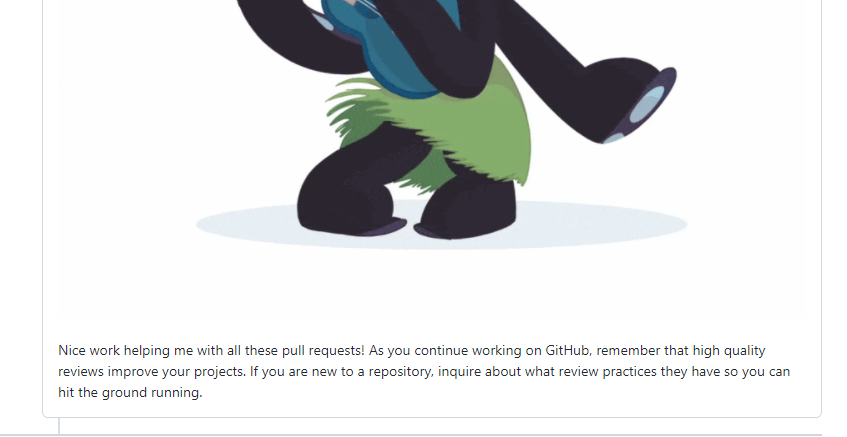 Nice work helping me with all these pull requests! As you continue working on GitHub, remember that high quality
reviews improve your projects. If you are new to a repository, inquire about what review practices they have so you can
hit the ground running.